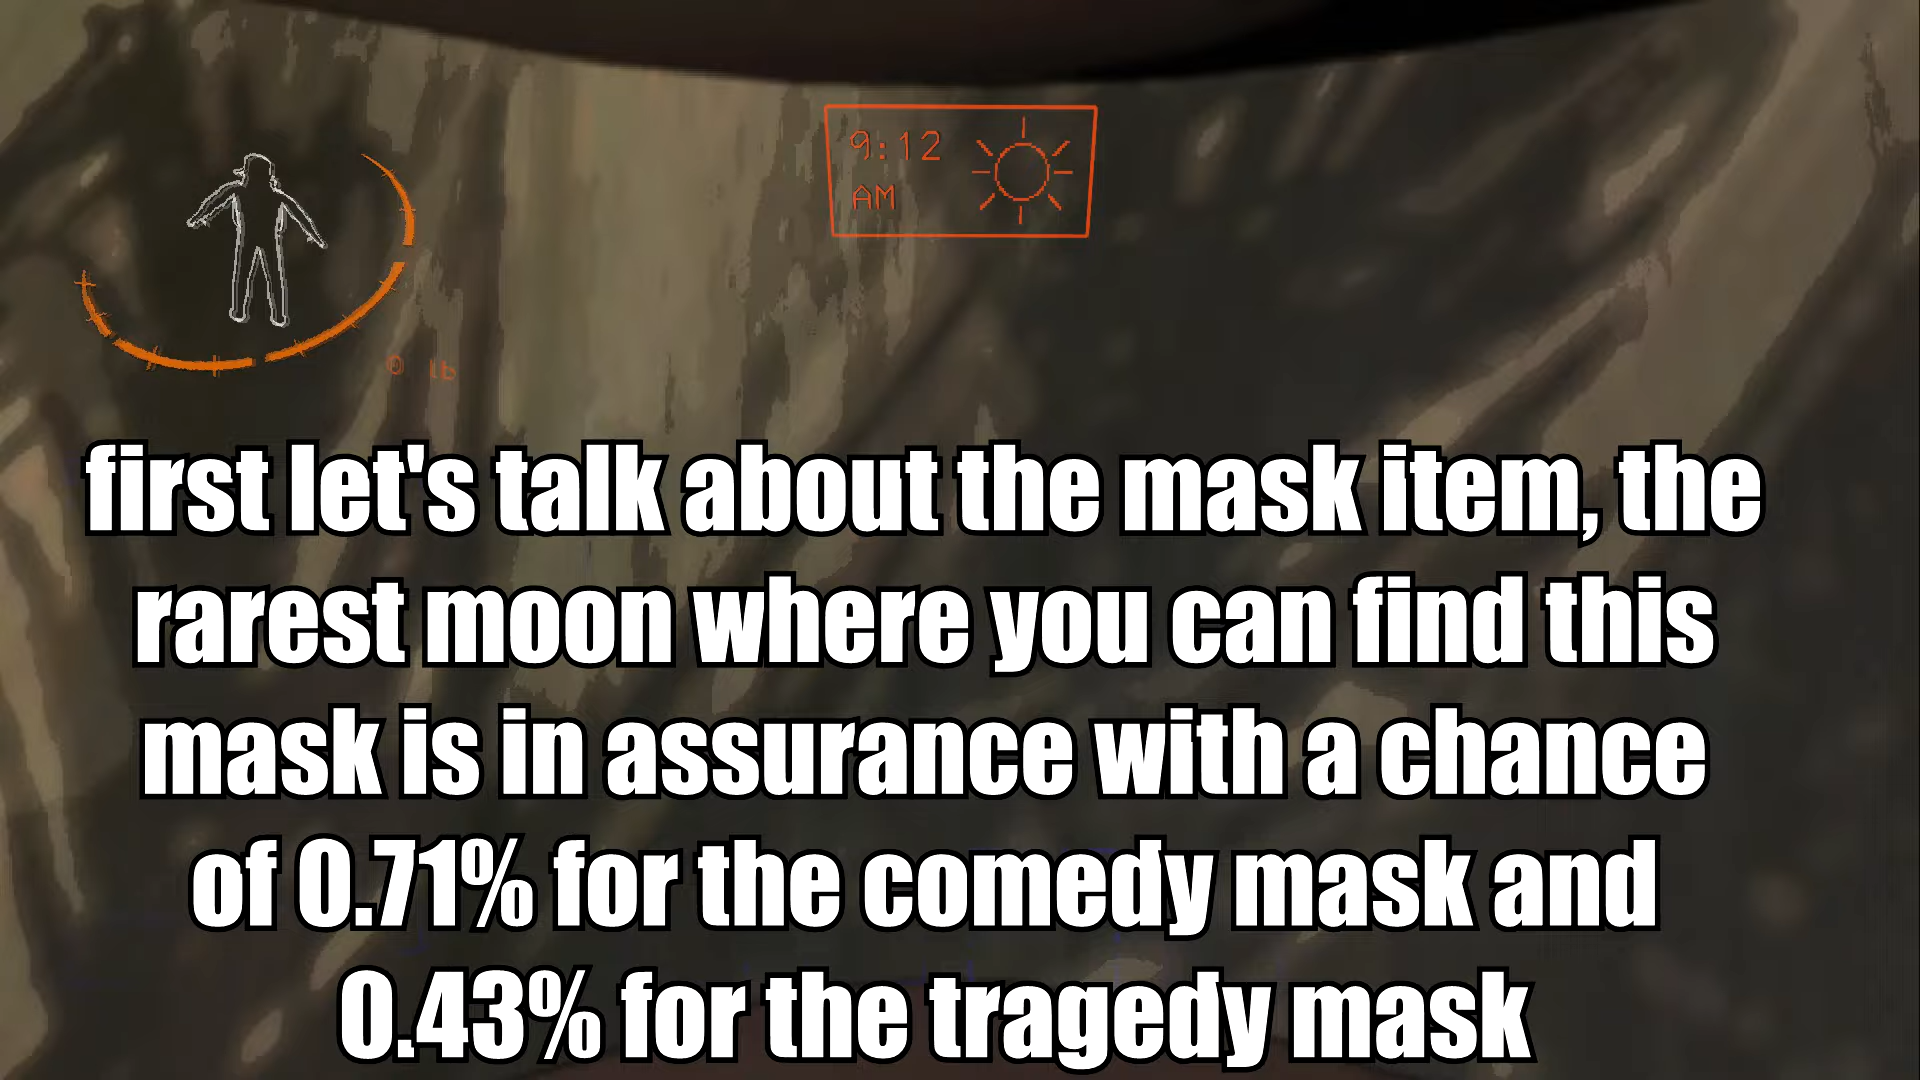 9:12
AM
0 lb
first let's talk about the mask item, the
rarest moon where you can find this
mask is in assurance with a chance
of 0.71% for the comedy mask and
0.43% for the tragedy mask